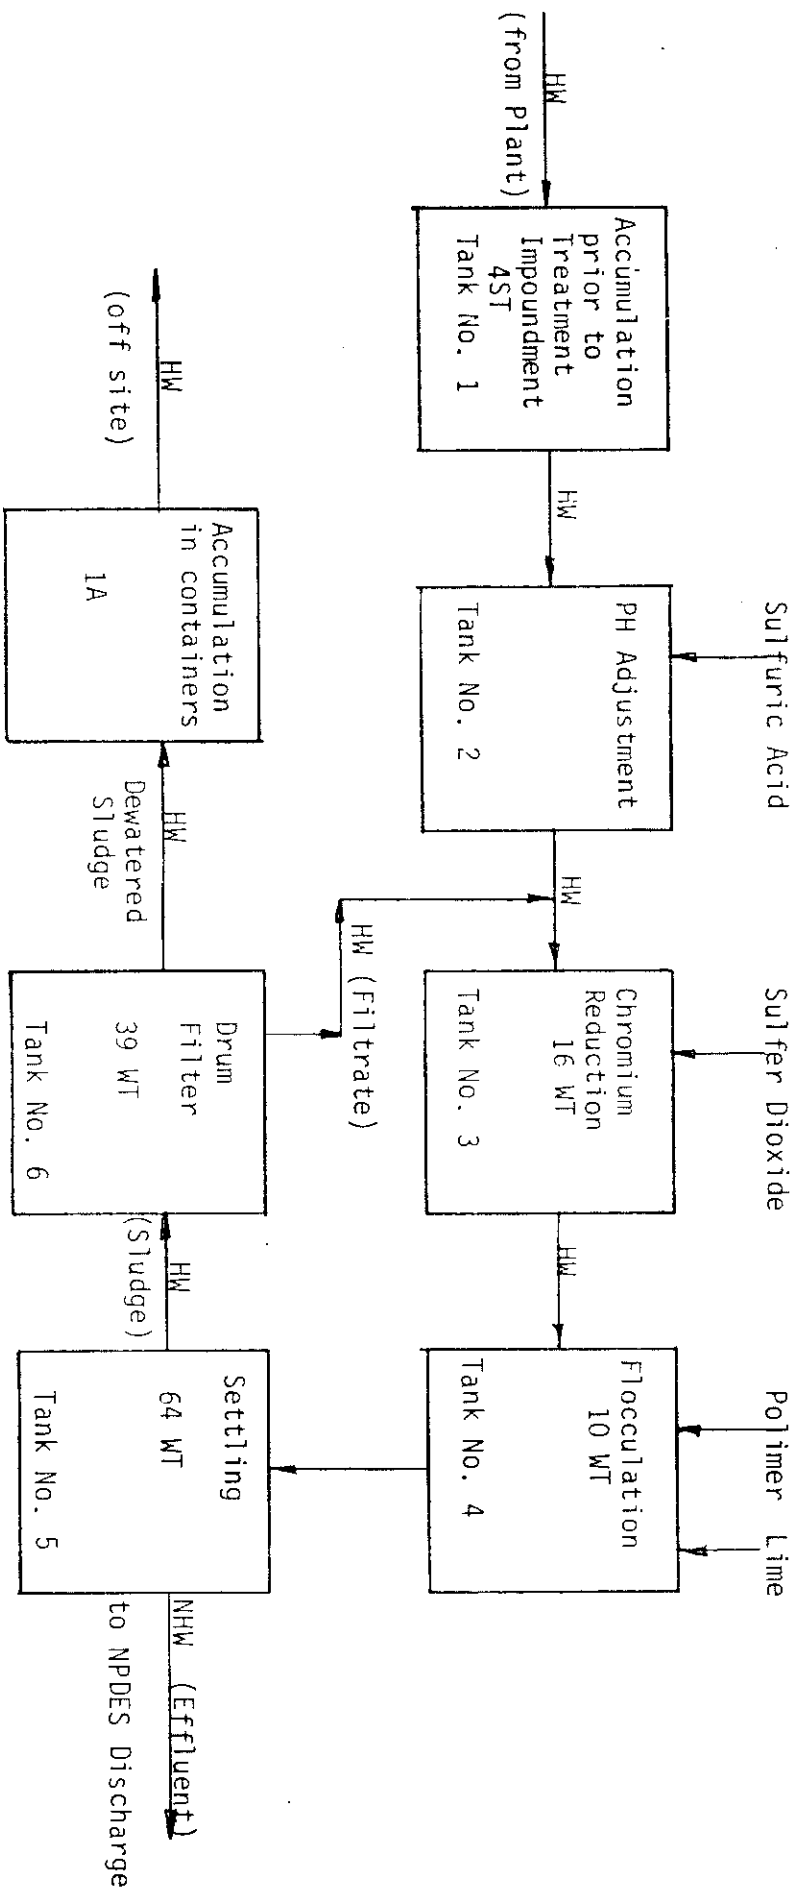 Sulfuric Acid
Sulfer Dioxide
Polimer
Lime
HW
(from Plant)
Accumulation
prior to
Treatment
Impoundment
4ST
Tank No. 1
HW
PH Adjustment
Tank No. 2
HW
Chromium
Reduction
16 WT
Tank No. 3
HW
Flocculation
10 WT
Tank No. 4
HW (Filtrate)
HW
(off site)
Accumulation
in containers
1A
HW
Dewatered
Sludge
Drum
Filter
39 WT
Tank No. 6
HW
(Sludge)
Settling
64 WT
Tank No. 5
NHW (Effluent)
to NPDES Discharge